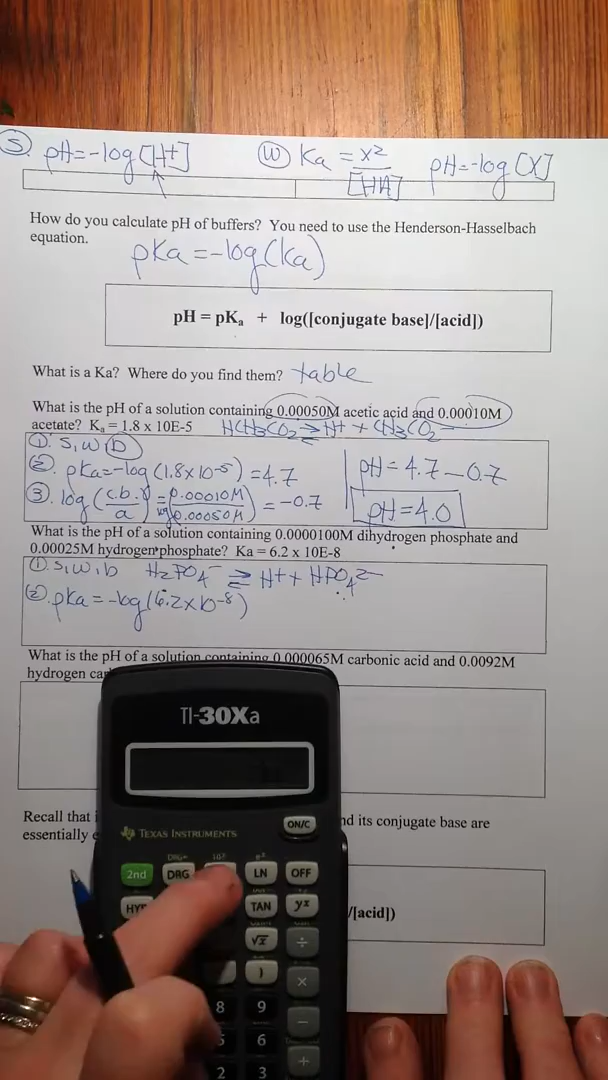 S. pH=-log[H+] W Ka = x²/[HA] pH=-log[X]
How do you calculate pH of buffers? You need to use the Henderson-Hasselbach
equation.
pKa=-log(Ka)
pH = pKₐ + log([conjugate base]/[acid])
What is a Ka? Where do you find them? table
What is the pH of a solution containing 0.00050M acetic acid and 0.00010M
acetate? Kₐ = 1.8 x 10E-5 HCH₃CO₂ ⇌ H+ + CH₃CO₂⁻
①. S, W, b
②. pKa=-log(1.8x10⁻⁵)=4.7
③. log(c.b./a)= 0.00010M/0.00050M = -0.7
pH=4.7-0.7
pH=4.0
What is the pH of a solution containing 0.0000100M dihydrogen phosphate and
0.00025M hydrogen phosphate? Ka = 6.2 x 10E-8
①. S, W, b H₂PO₄⁻ ⇌ H+ + HPO₄²⁻
②. pKa=-log(6.2x10⁻⁸)
What is the pH of a solution containing 0.000065M carbonic acid and 0.0092M
hydrogen
TI-30Xa
Recall that
nd its conjugate base are
essentially
TEXAS INSTRUMENTS
ON/C
2nd DRG LN OFF
TAN yˣ
/[acid])
√x ÷
) ×
8 9 −
6
2 3 +